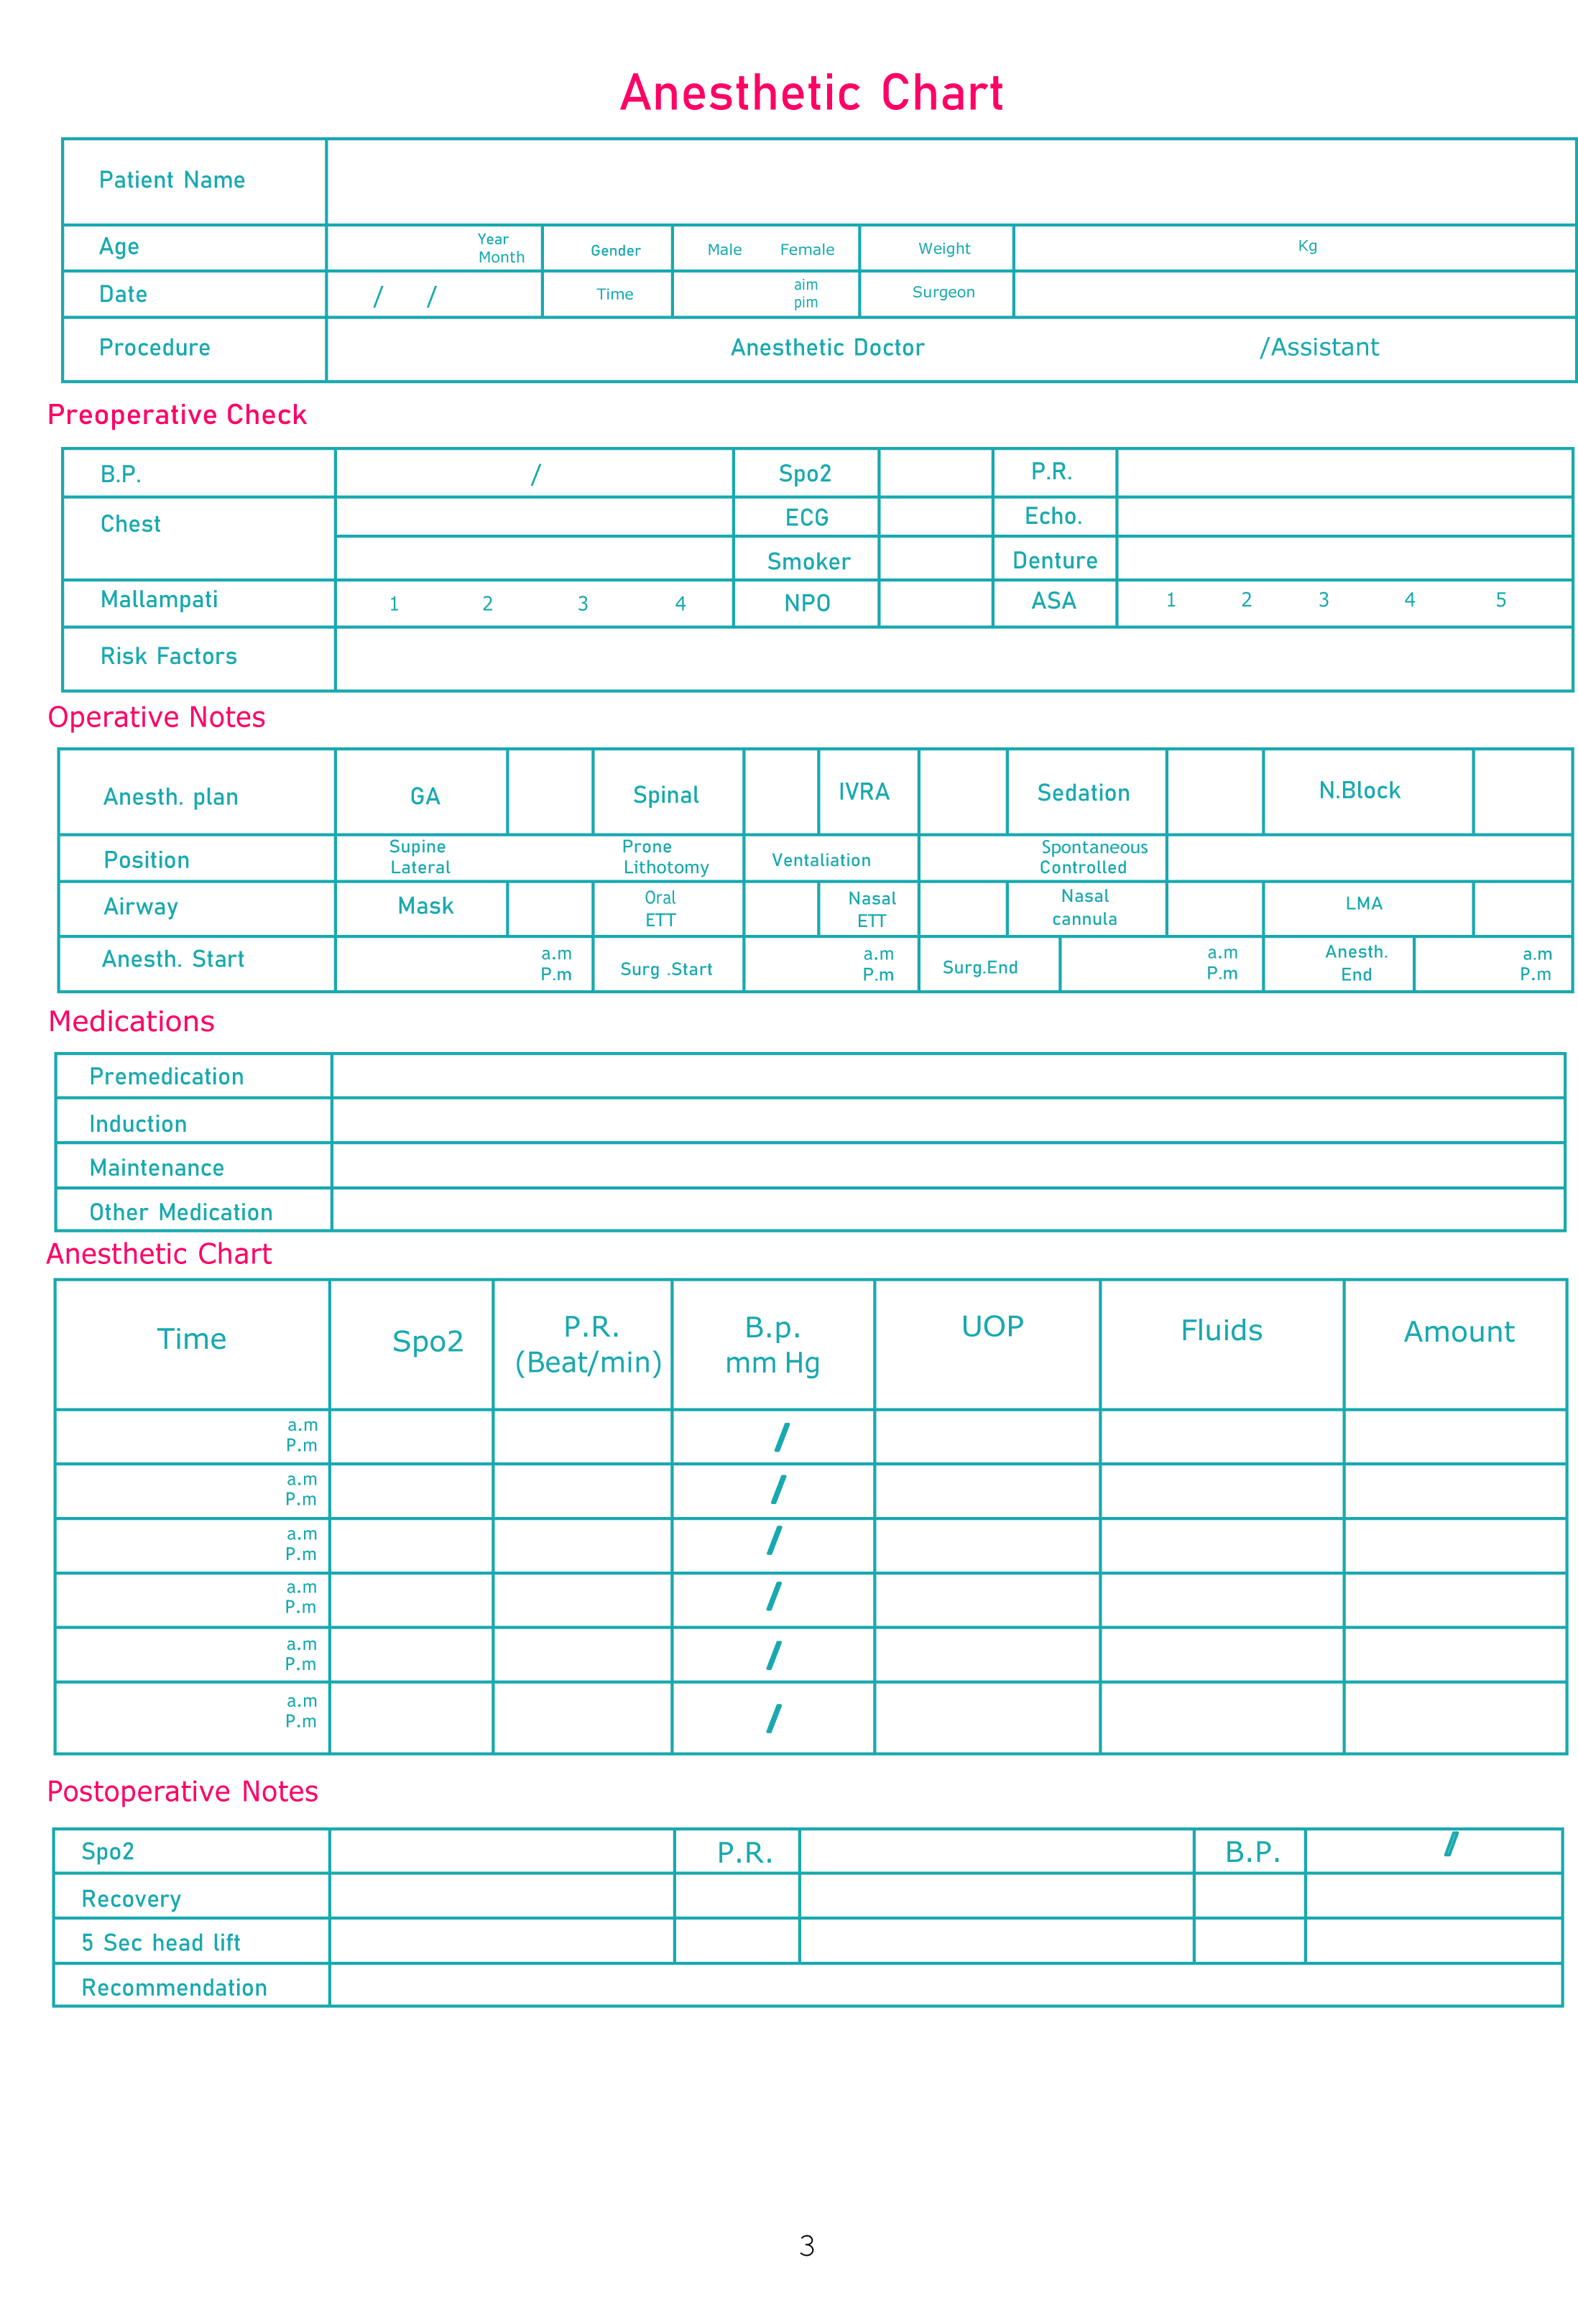 Anesthetic Chart
Patient Name
Age Year Month Gender Male Female Weight Kg
Date / / Time aim pim Surgeon
Procedure Anesthetic Doctor /Assistant
Preoperative Check
B.P. / Spo2 P.R.
Chest ECG Echo.
Smoker Denture
Mallampati 1 2 3 4 NPO ASA 1 2 3 4 5
Risk Factors
Operative Notes
Anesth. plan GA Spinal IVRA Sedation N.Block
Position Supine Lateral Prone Lithotomy Ventaliation Spontaneous Controlled
Airway Mask Oral ETT Nasal ETT Nasal cannula LMA
Anesth. Start a.m P.m Surg .Start a.m P.m Surg.End a.m P.m Anesth. End a.m P.m
Medications
Premedication
Induction
Maintenance
Other Medication
Anesthetic Chart
Time Spo2 P.R. (Beat/min) B.p. mm Hg UOP Fluids Amount
a.m P.m /
a.m P.m /
a.m P.m /
a.m P.m /
a.m P.m /
a.m P.m /
Postoperative Notes
Spo2 P.R. B.P. /
Recovery
5 Sec head lift
Recommendation
3